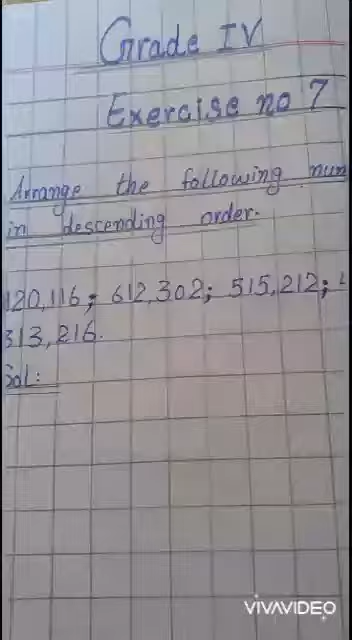 Grade IV
Exercise no 7
Arrange the following num
in descending order.
120,116; 612,302; 515,212;
313,216.
Sol:
VIVAVIDEO